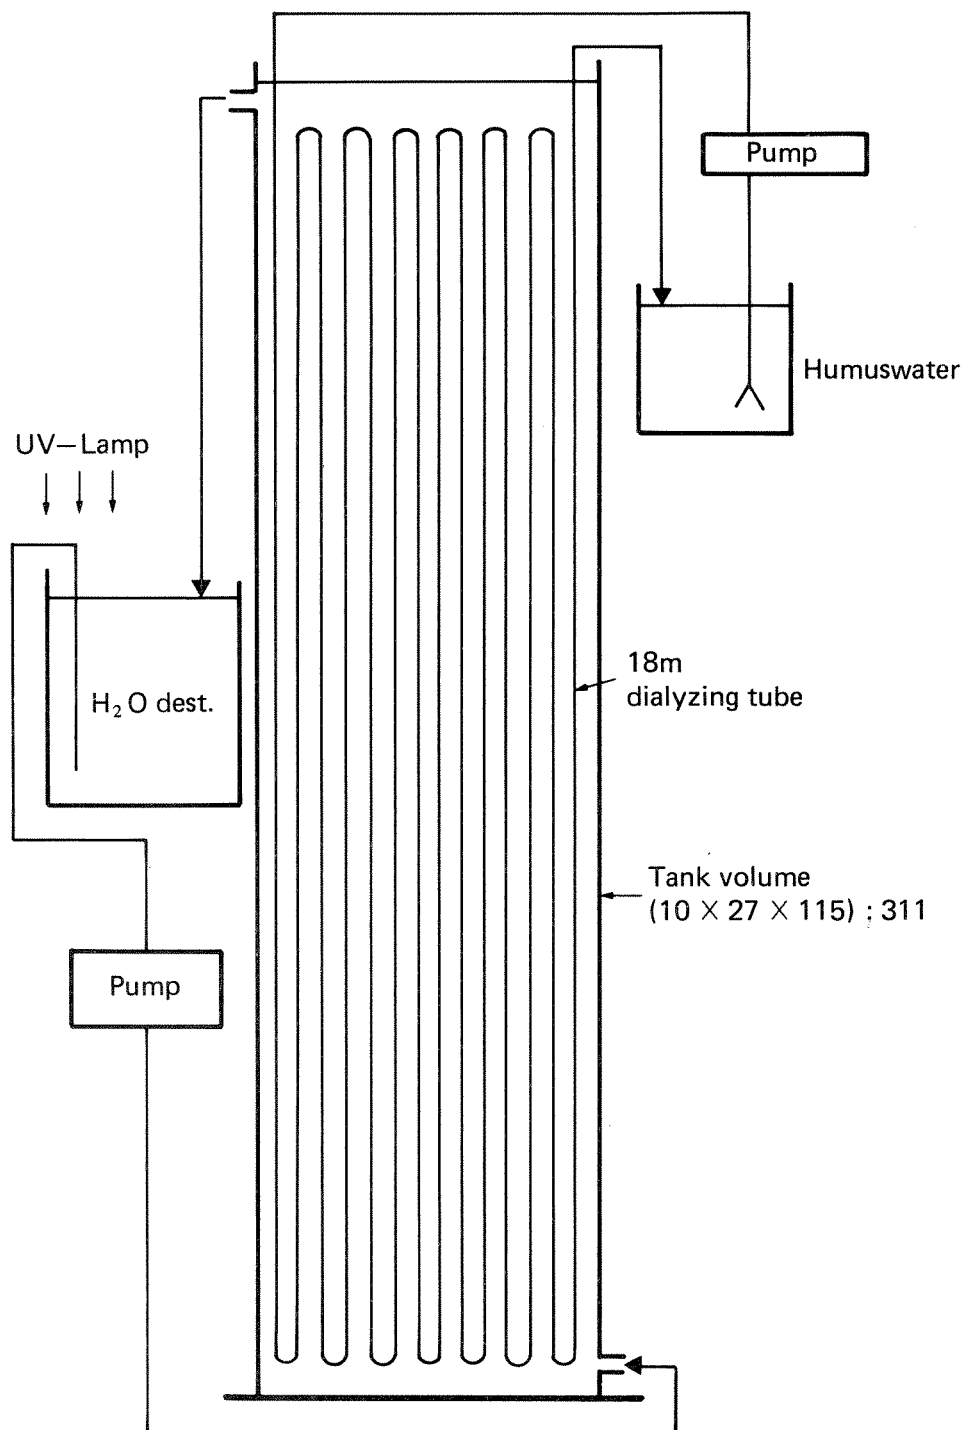 Pump
Humuswater
UV–Lamp
H₂O dest.
18m
dialyzing tube
Tank volume
(10 X 27 X 115) : 311
Pump